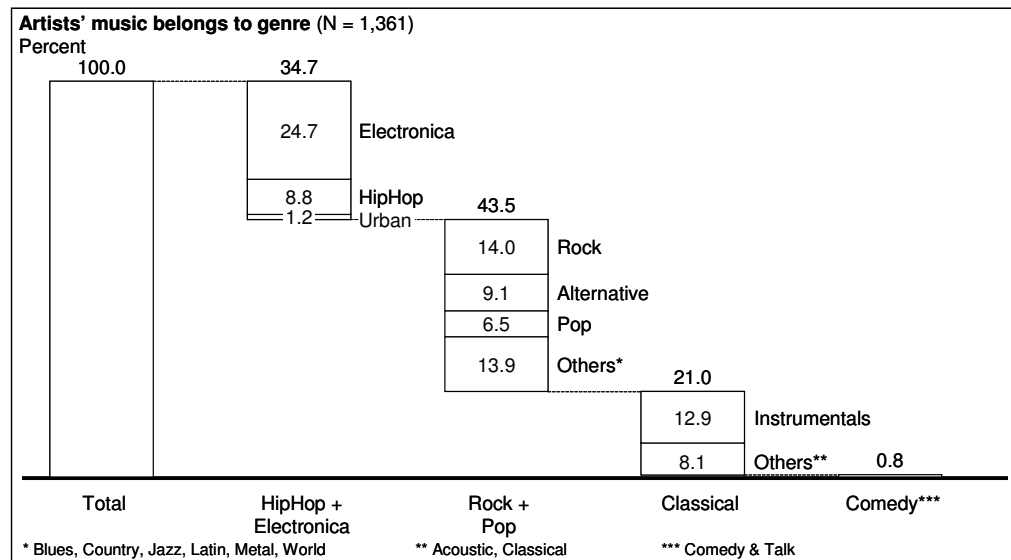 Artists’ music belongs to genre (N = 1,361)
Percent
100.0
34.7
24.7 Electronica
8.8 HipHop
1.2 Urban
43.5
14.0 Rock
9.1 Alternative
6.5 Pop
13.9 Others*
21.0
12.9 Instrumentals
8.1 Others**
0.8
Total
HipHop +
Electronica
Rock +
Pop
Classical
Comedy***
* Blues, Country, Jazz, Latin, Metal, World
** Acoustic, Classical
*** Comedy & Talk